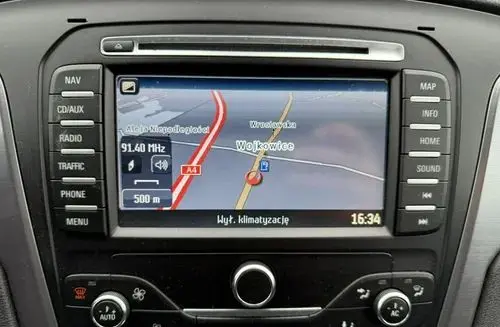 NAV
CD/AUX
RADIO
TRAFFIC
PHONE
MENU
Aleja Niepodległości
Wrocławska
91.40 MHz
Wojkowice
A4
500 m
Wył. klimatyzację
16:34
MAP
INFO
HOME
SOUND
MAX
AUTO
AC